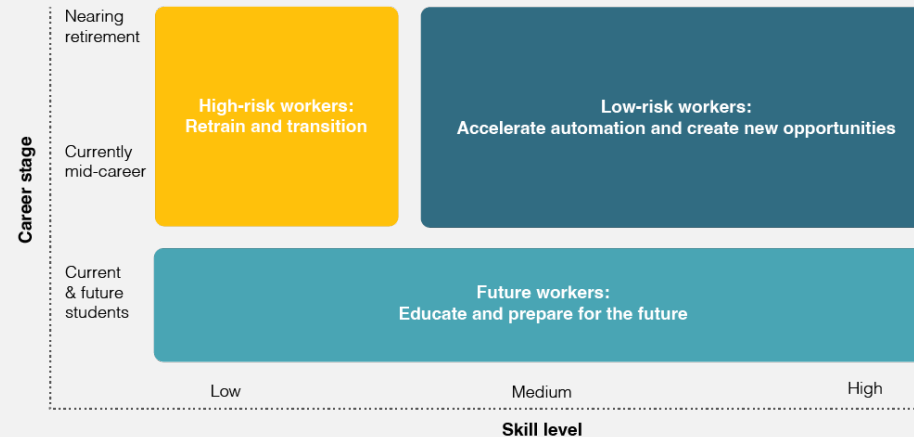 Nearing
retirement
High-risk workers:
Retrain and transition
Low-risk workers:
Accelerate automation and create new opportunities
Career stage
Currently
mid-career
Current
& future
students
Future workers:
Educate and prepare for the future
Low
Medium
High
Skill level